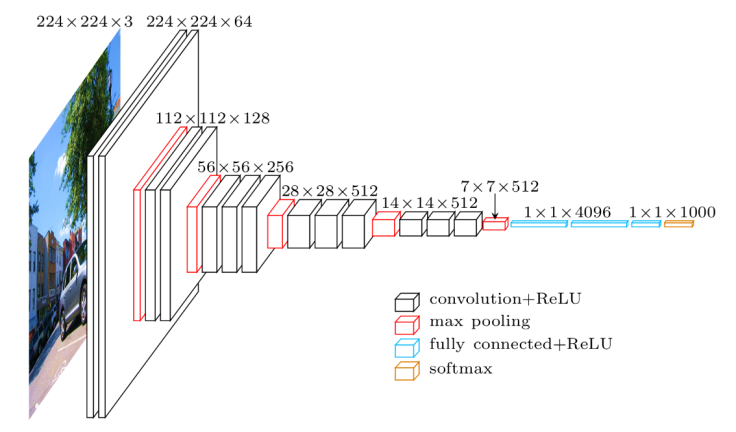 224×224×3
224×224×64
112×112×128
56×56×256
28×28×512
14×14×512
7×7×512
1×1×4096
1×1×1000
convolution+ReLU
max pooling
fully connected+ReLU
softmax